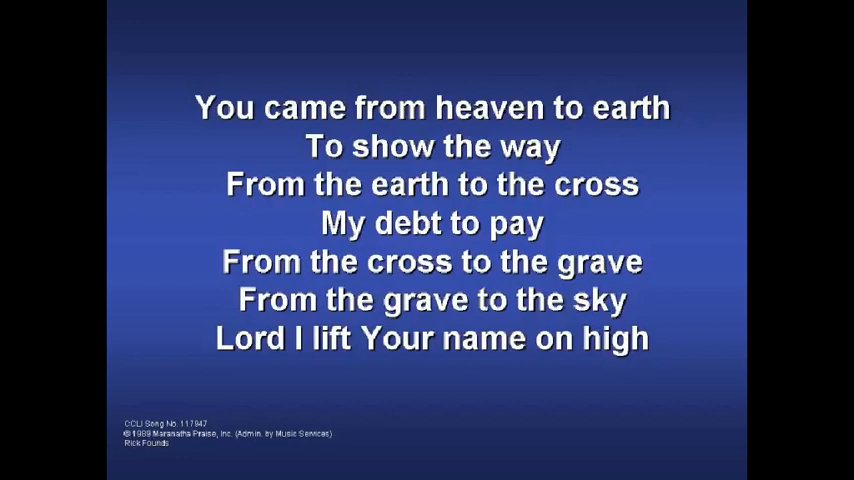 You came from heaven to earth
To show the way
From the earth to the cross
My debt to pay
From the cross to the grave
From the grave to the sky
Lord I lift Your name on high
CCLI Song No. 117947
© 1989 Maranatha Praise, Inc. (Admin. by Music Services)
Rick Founds